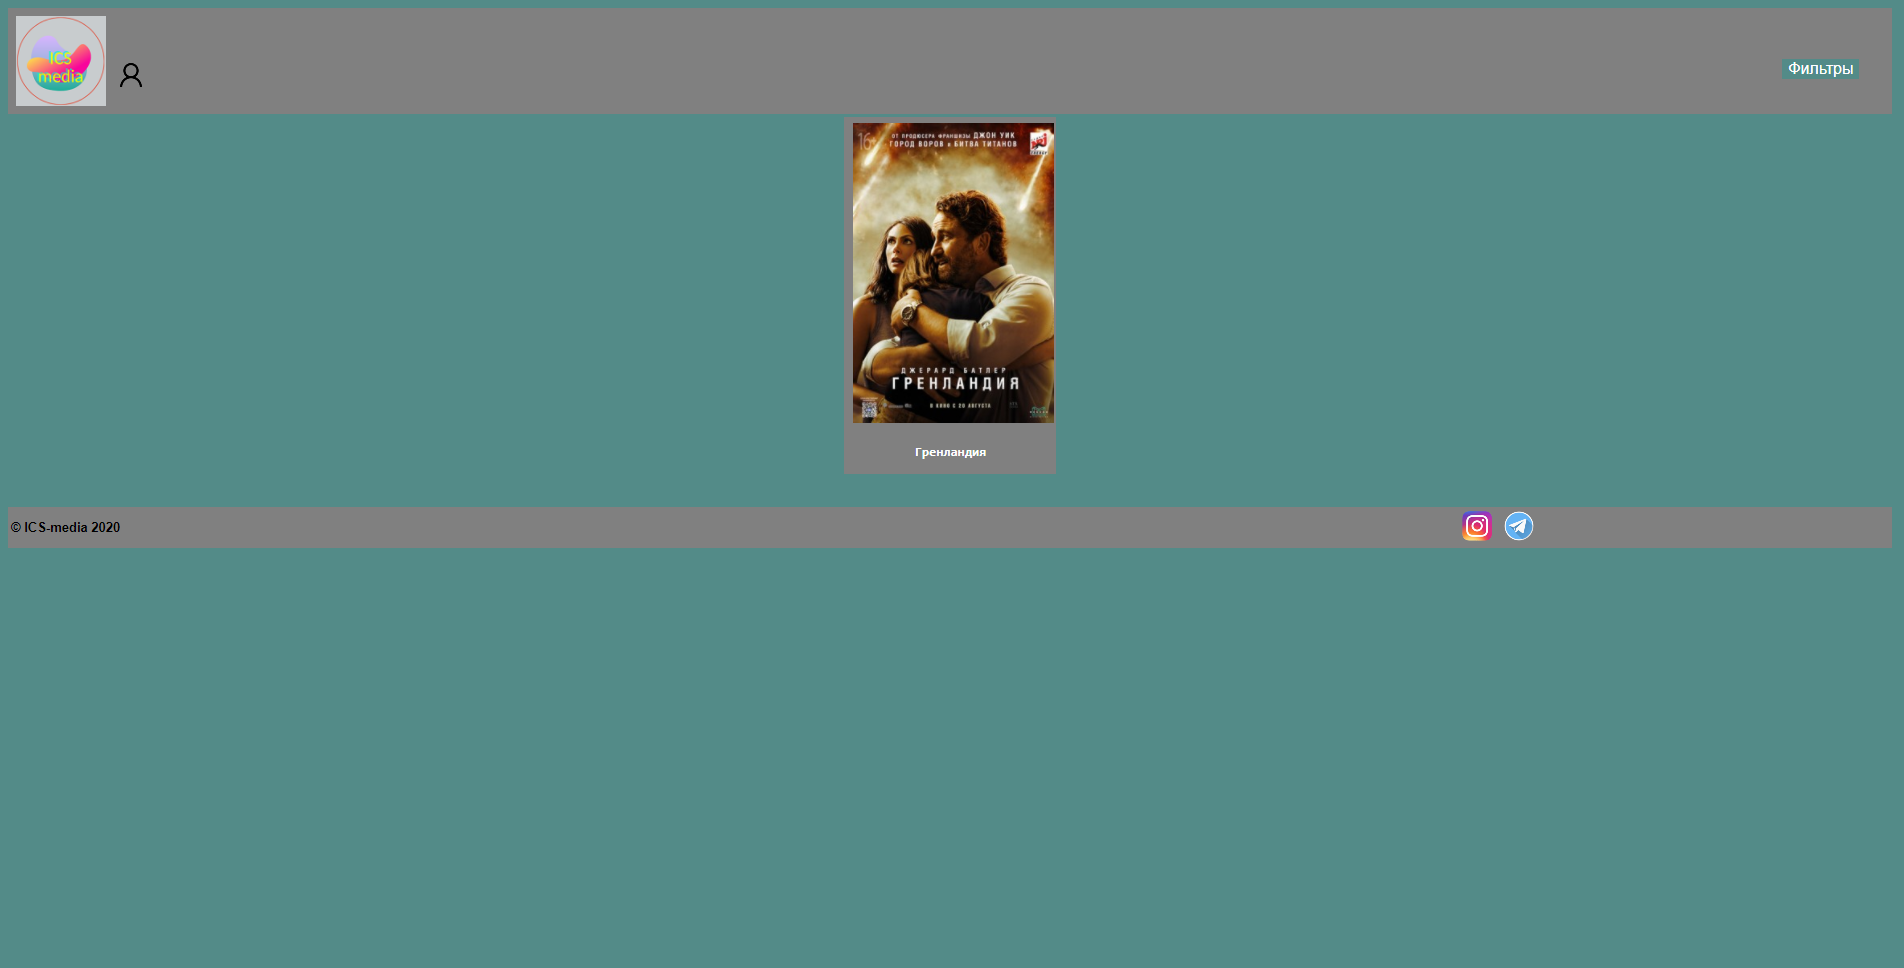 ICS
media
Фильтры
16+
ОТ ПРОДЮСЕРА ФРАНШИЗЫ ДЖОН УИК
ГОРОД ВОРОВ И БИТВА ТИТАНОВ
NRJ
ДЖЕРАРД БАТЛЕР
ГРЕНЛАНДИЯ
В КИНО С 20 АВГУСТА
Гренландия
© ICS-media 2020